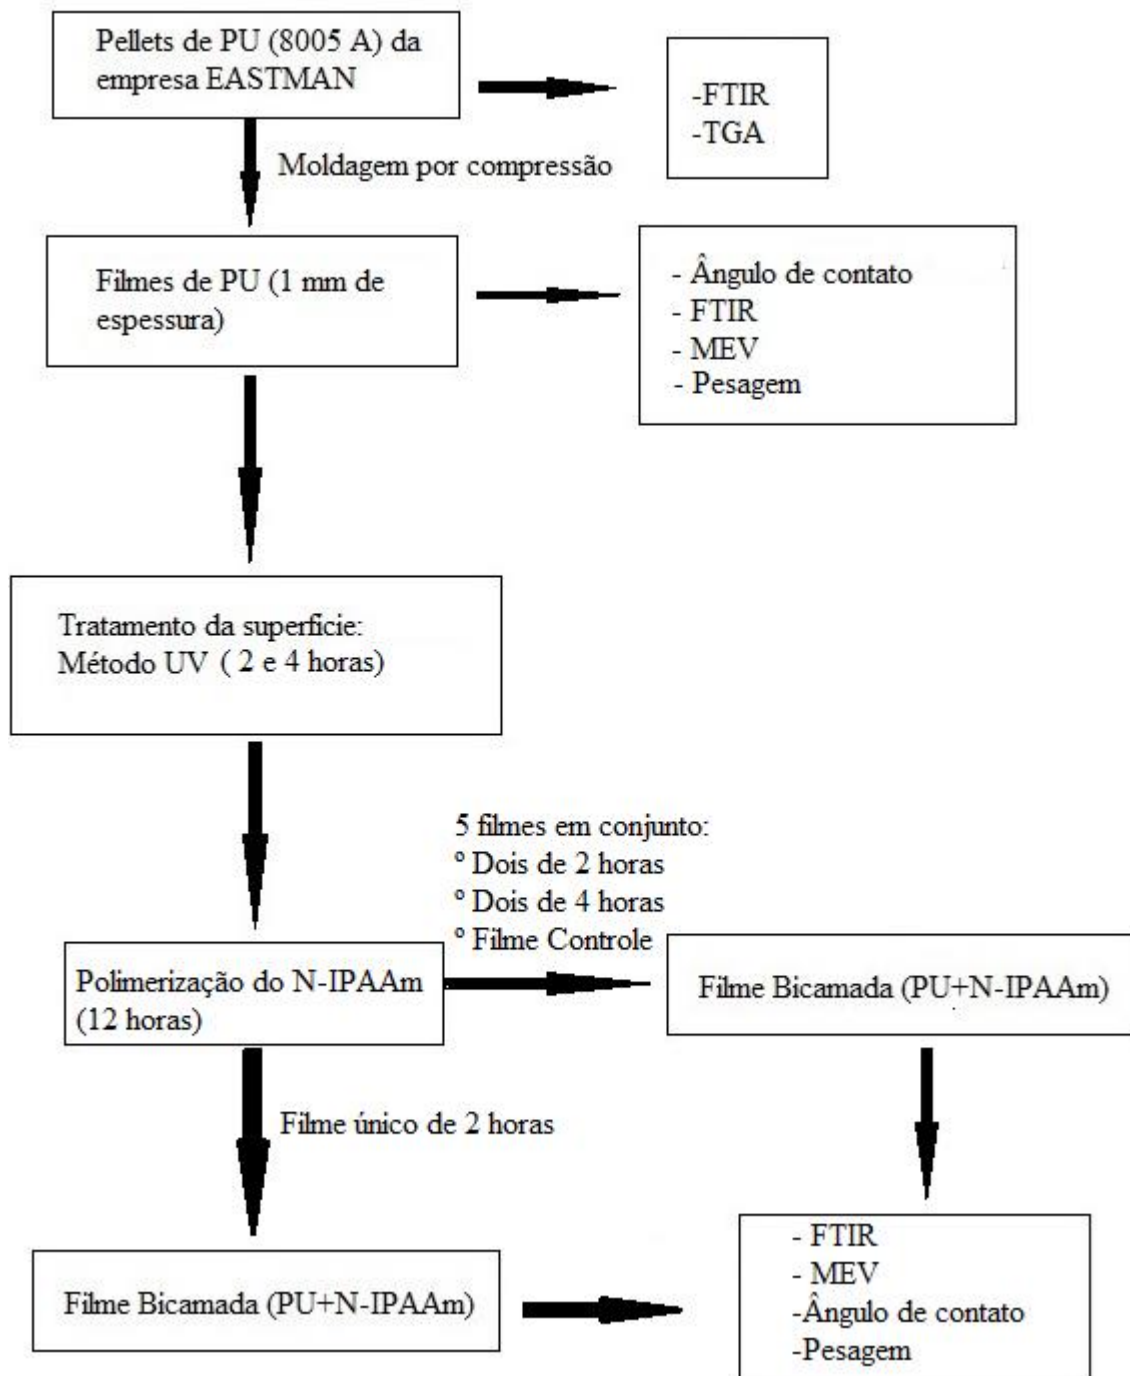 Pellets de PU (8005 A) da
empresa EASTMAN
-FTIR
-TGA
Moldagem por compressão
Filmes de PU (1 mm de
espessura)
- Ângulo de contato
- FTIR
- MEV
- Pesagem
Tratamento da superficie:
Método UV ( 2 e 4 horas)
5 filmes em conjunto:
º Dois de 2 horas
º Dois de 4 horas
º Filme Controle
Polimerização do N-IPAAm
(12 horas)
Filme Bicamada (PU+N-IPAAm)
Filme único de 2 horas
Filme Bicamada (PU+N-IPAAm)
- FTIR
- MEV
-Ângulo de contato
-Pesagem